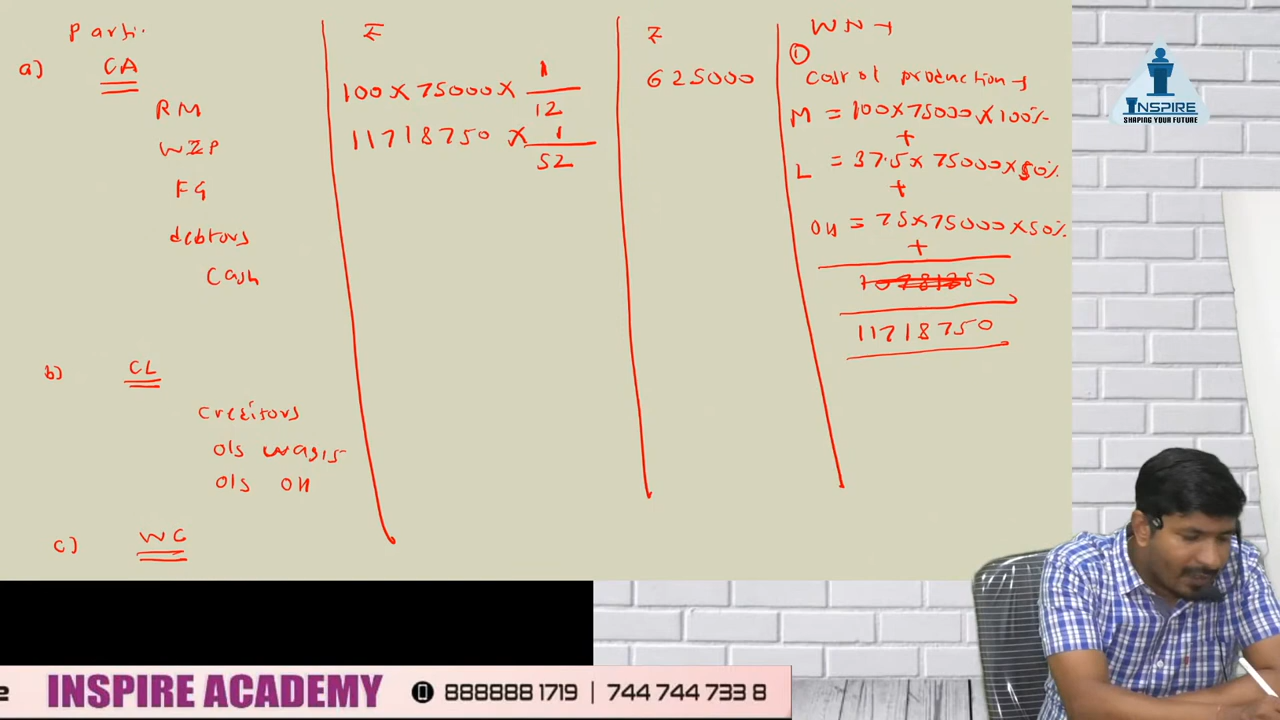 Parti. Σ Z WN →
a) CA
100 × 75000 × 1/12 625000
RM
11718750 × 1/52
WIP
FG
debtors
Cash
b) CL
Creditors
o/s wages
o/s OH
c) WC
①
Cost of production →
M = 100×75000×100%
+
L = 37.5×75000×50%
+
OH = 75×75000×50%
+
11718750
INSPIRE
SHAPING YOUR FUTURE
e INSPIRE ACADEMY 888888 1719 | 744 744 733 8